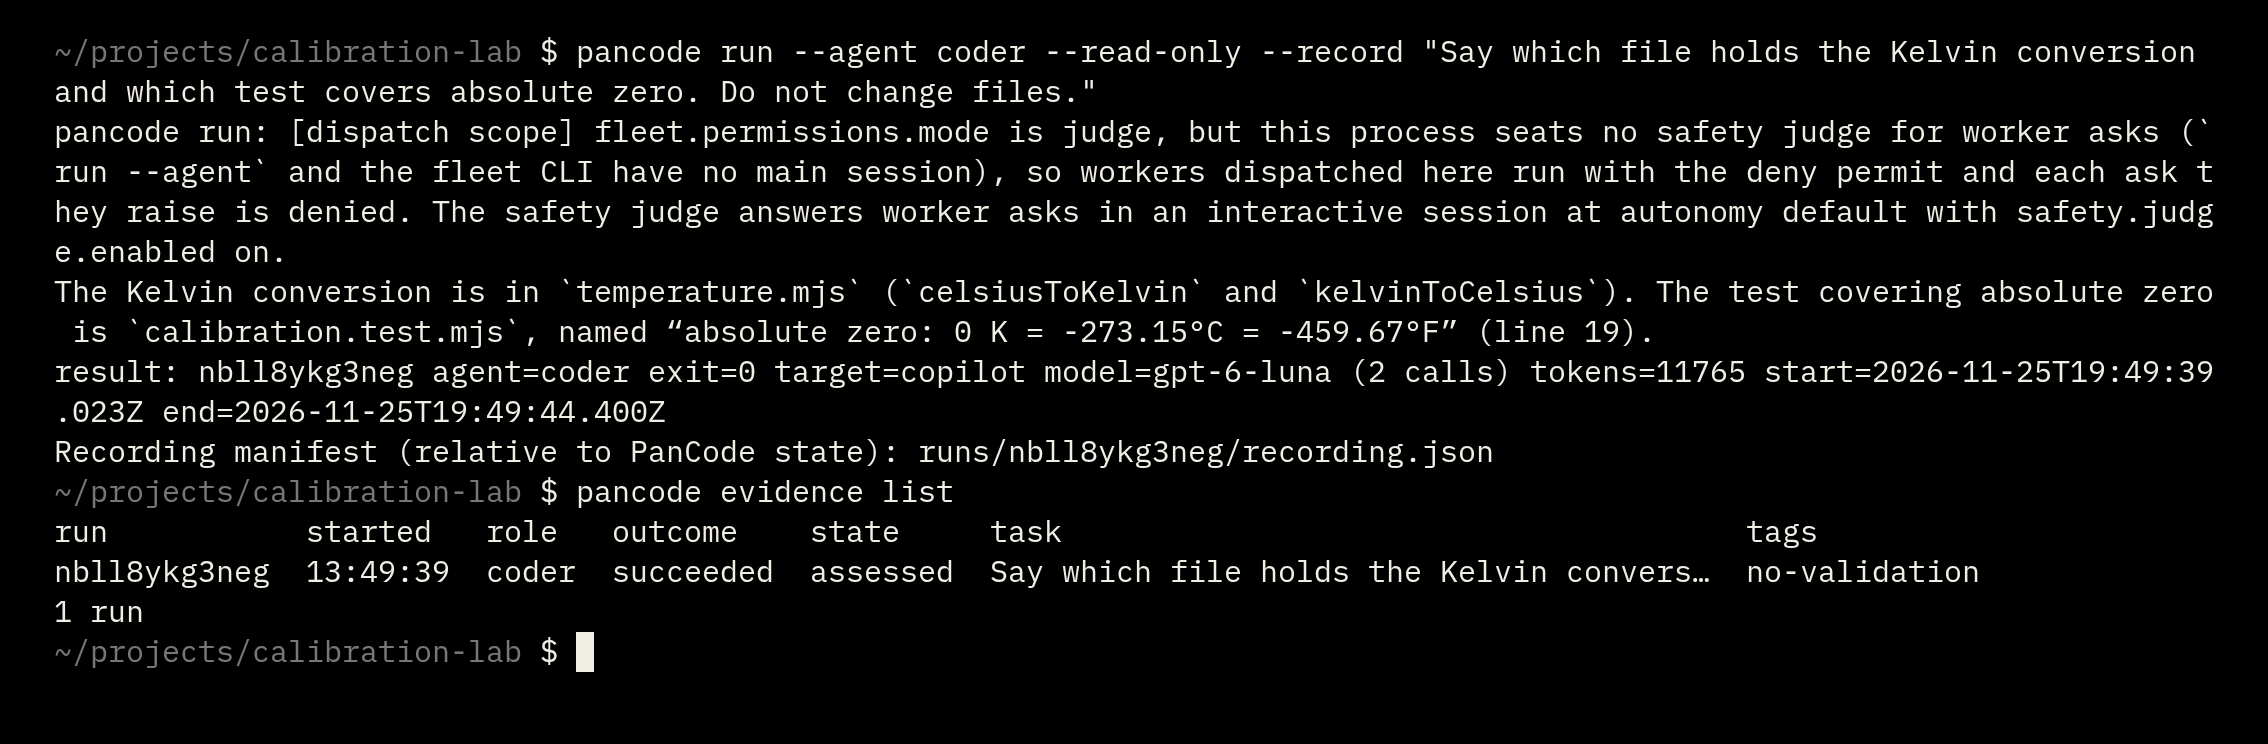 ~/projects/calibration-lab $ pancode run --agent coder --read-only --record "Say which file holds the Kelvin conversion
and which test covers absolute zero. Do not change files."
pancode run: [dispatch scope] fleet.permissions.mode is judge, but this process seats no safety judge for worker asks (`
run --agent` and the fleet CLI have no main session), so workers dispatched here run with the deny permit and each ask t
hey raise is denied. The safety judge answers worker asks in an interactive session at autonomy default with safety.judg
e.enabled on.
The Kelvin conversion is in `temperature.mjs` (`celsiusToKelvin` and `kelvinToCelsius`). The test covering absolute zero
 is `calibration.test.mjs`, named “absolute zero: 0 K = -273.15°C = -459.67°F” (line 19).
result: nbll8ykg3neg agent=coder exit=0 target=copilot model=gpt-6-luna (2 calls) tokens=11765 start=2026-11-25T19:49:39
.023Z end=2026-11-25T19:49:44.400Z
Recording manifest (relative to PanCode state): runs/nbll8ykg3neg/recording.json
~/projects/calibration-lab $ pancode evidence list
run           started   role   outcome    state     task                                      tags
nbll8ykg3neg  13:49:39  coder  succeeded  assessed  Say which file holds the Kelvin convers…  no-validation
1 run
~/projects/calibration-lab $